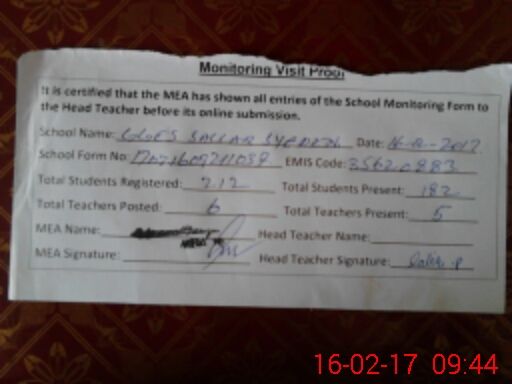 Monitoring Visit Proof
It is certified that the MEA has shown all entries of the School Monitoring Form to
the Head Teacher before its online submission.
School Name: Date:
School Form No: EMIS Code: 35620883
Total Students Registered: 212 Total Students Present: 182
Total Teachers Posted: 6 Total Teachers Present: 5
MEA Name: Head Teacher Name:
MEA Signature: Head Teacher Signature:
16-02-17 09:44